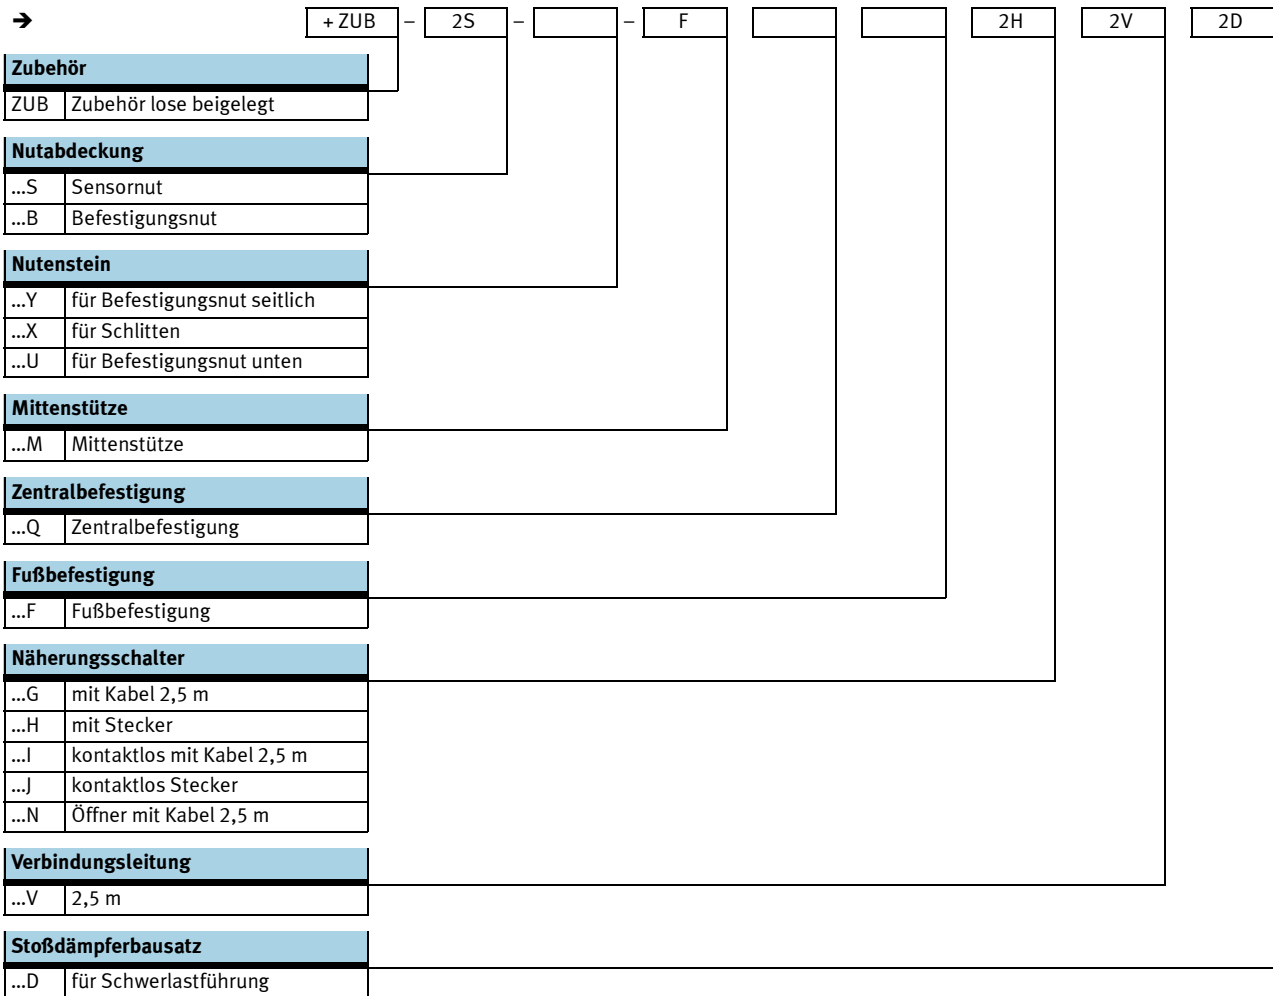 ➔ + ZUB – 2S – – F 2H 2V 2D
Zubehör
ZUB Zubehör lose beigelegt
Nutabdeckung
...S Sensornut
...B Befestigungsnut
Nutenstein
...Y für Befestigungsnut seitlich
...X für Schlitten
...U für Befestigungsnut unten
Mittenstütze
...M Mittenstütze
Zentralbefestigung
...Q Zentralbefestigung
Fußbefestigung
...F Fußbefestigung
Näherungsschalter
...G mit Kabel 2,5 m
...H mit Stecker
...I kontaktlos mit Kabel 2,5 m
...J kontaktlos Stecker
...N Öffner mit Kabel 2,5 m
Verbindungsleitung
...V 2,5 m
Stoßdämpferbausatz
...D für Schwerlastführung